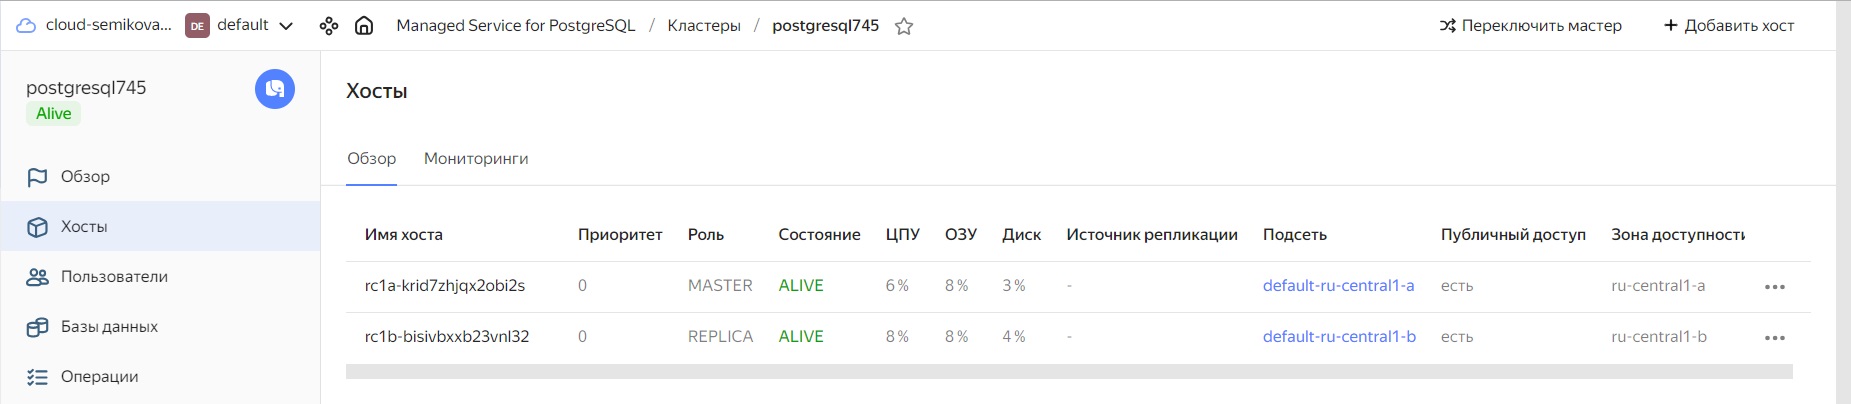 cloud-semikova... DE default Managed Service for PostgreSQL / Кластеры / postgresql745 Переключить мастер + Добавить хост
postgresql745
Alive
Обзор
Хосты
Пользователи
Базы данных
Операции
Хосты
Обзор Мониторинги
Имя хоста Приоритет Роль Состояние ЦПУ ОЗУ Диск Источник репликации Подсеть Публичный доступ Зона доступности
rc1a-krid7zhjqx2obi2s 0 MASTER ALIVE 6 % 8 % 3 % - default-ru-central1-a есть ru-central1-a
rc1b-bisivbxxb23vnl32 0 REPLICA ALIVE 8 % 8 % 4 % - default-ru-central1-b есть ru-central1-b